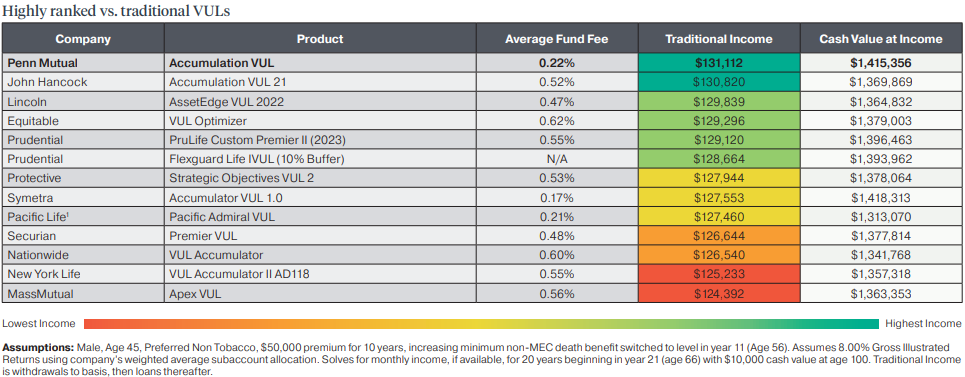 Highly ranked vs. traditional VULs
Company Product Average Fund Fee Traditional Income Cash Value at Income
Penn Mutual Accumulation VUL 0.22% $131,112 $1,415,356
John Hancock Accumulation VUL 21 0.52% $130,820 $1,369,869
Lincoln AssetEdge VUL 2022 0.47% $129,839 $1,364,832
Equitable VUL Optimizer 0.62% $129,296 $1,379,003
Prudential PruLife Custom Premier II (2023) 0.55% $129,120 $1,396,463
Prudential Flexguard Life IVUL (10% Buffer) N/A $128,664 $1,393,962
Protective Strategic Objectives VUL 2 0.53% $127,944 $1,378,064
Symetra Accumulator VUL 1.0 0.17% $127,553 $1,418,313
Pacific Life¹ Pacific Admiral VUL 0.21% $127,460 $1,313,070
Securian Premier VUL 0.48% $126,644 $1,377,814
Nationwide VUL Accumulator 0.60% $126,540 $1,341,768
New York Life VUL Accumulator II AD118 0.55% $125,233 $1,357,318
MassMutual Apex VUL 0.56% $124,392 $1,363,353
Lowest Income Highest Income
Assumptions: Male, Age 45, Preferred Non Tobacco, $50,000 premium for 10 years, increasing minimum non-MEC death benefit switched to level in year 11 (Age 56). Assumes 8.00% Gross Illustrated
Returns using company's weighted average subaccount allocation. Solves for monthly income, if available, for 20 years beginning in year 21 (age 66) with $10,000 cash value at age 100. Traditional Income
is withdrawals to basis, then loans thereafter.